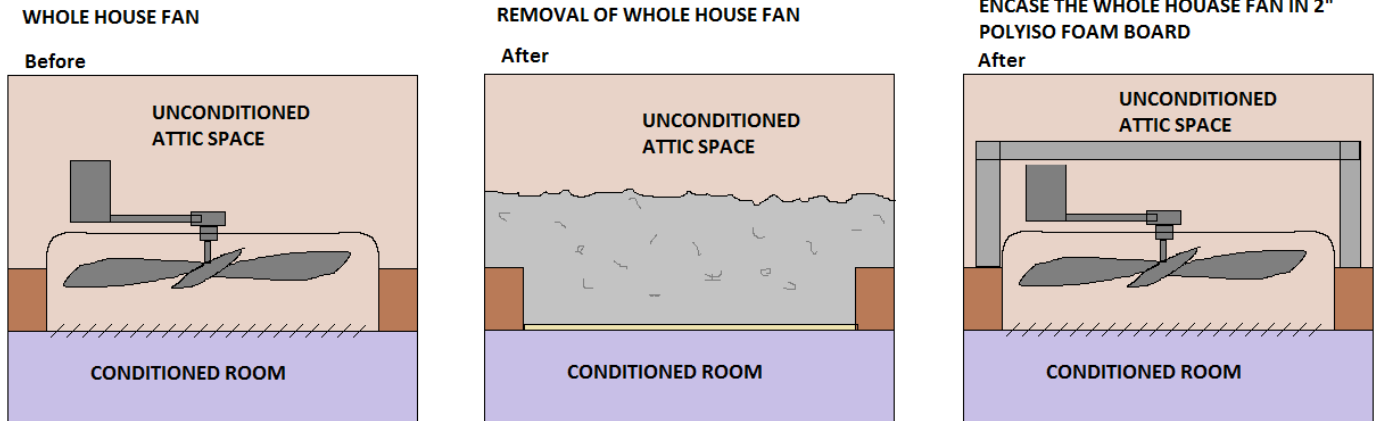 WHOLE HOUSE FAN
Before
UNCONDITIONED
ATTIC SPACE
CONDITIONED ROOM
REMOVAL OF WHOLE HOUSE FAN
After
UNCONDITIONED
ATTIC SPACE
CONDITIONED ROOM
ENCASE THE WHOLE HOUASE FAN IN 2"
POLYISO FOAM BOARD
After
UNCONDITIONED
ATTIC SPACE
CONDITIONED ROOM